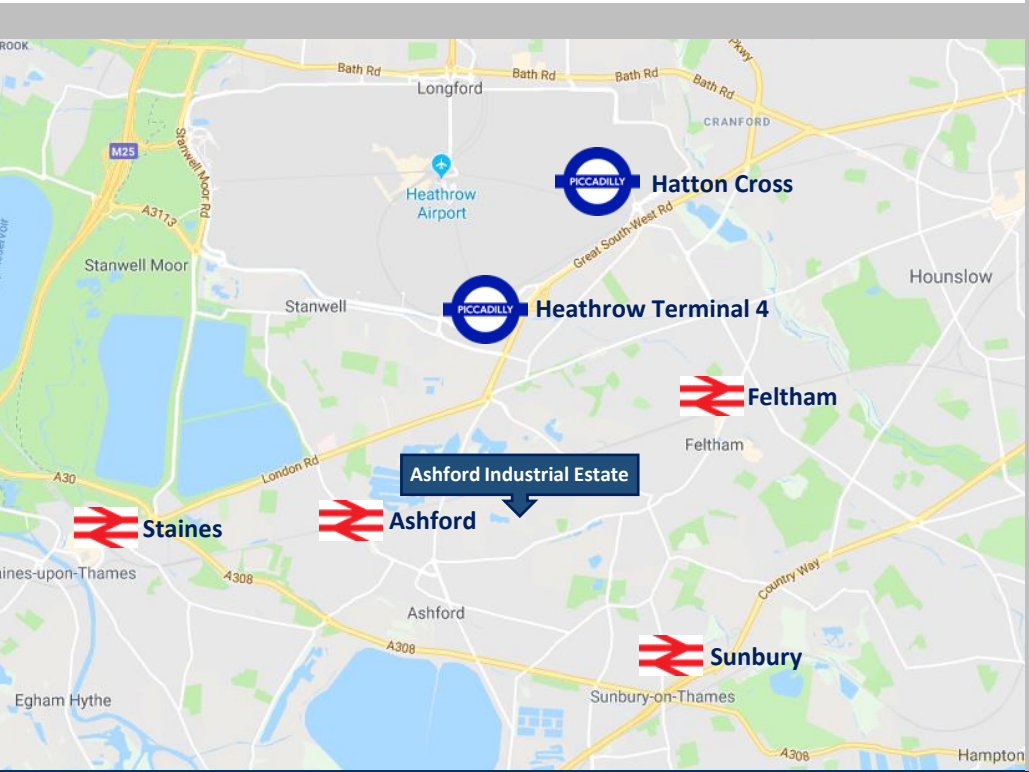 ROOK
Bath Rd
Bath Rd
Bath Rd
Bath Rd
Pkwy
Longford
CRANFORD
M25
Stanwell Moor Rd
PICCADILLY
Hatton Cross
Heathrow
Airport
A3113
Great South-West Rd
Stanwell Moor
Hounslow
Stanwell
PICCADILLY
Heathrow Terminal 4
Feltham
Feltham
London Rd
Ashford Industrial Estate
A30
Staines
Ashford
ines-upon-Thames
A308
Country Way
Ashford
A308
Sunbury
Egham Hythe
Sunbury-on-Thames
A308
Hampton